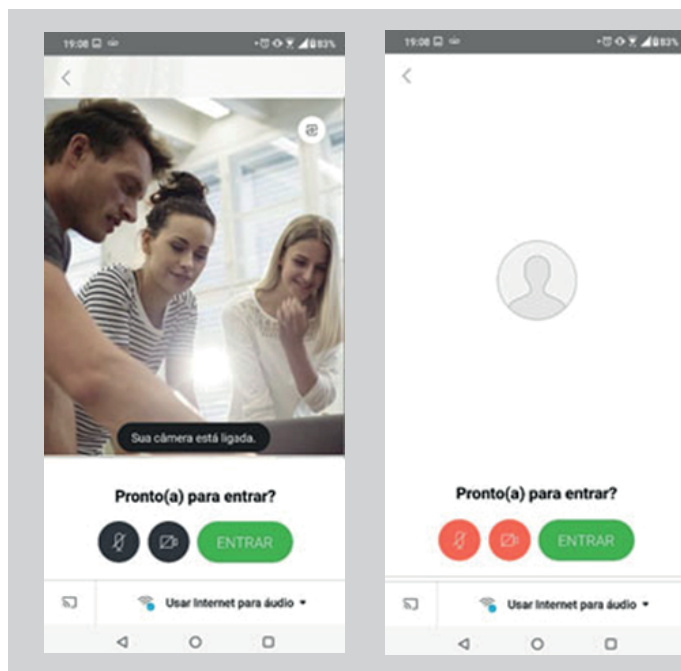 19:08
83%
Sua câmera está ligada.
Pronto(a) para entrar?
ENTRAR
Usar Internet para áudio
19:08
83%
Pronto(a) para entrar?
ENTRAR
Usar Internet para áudio